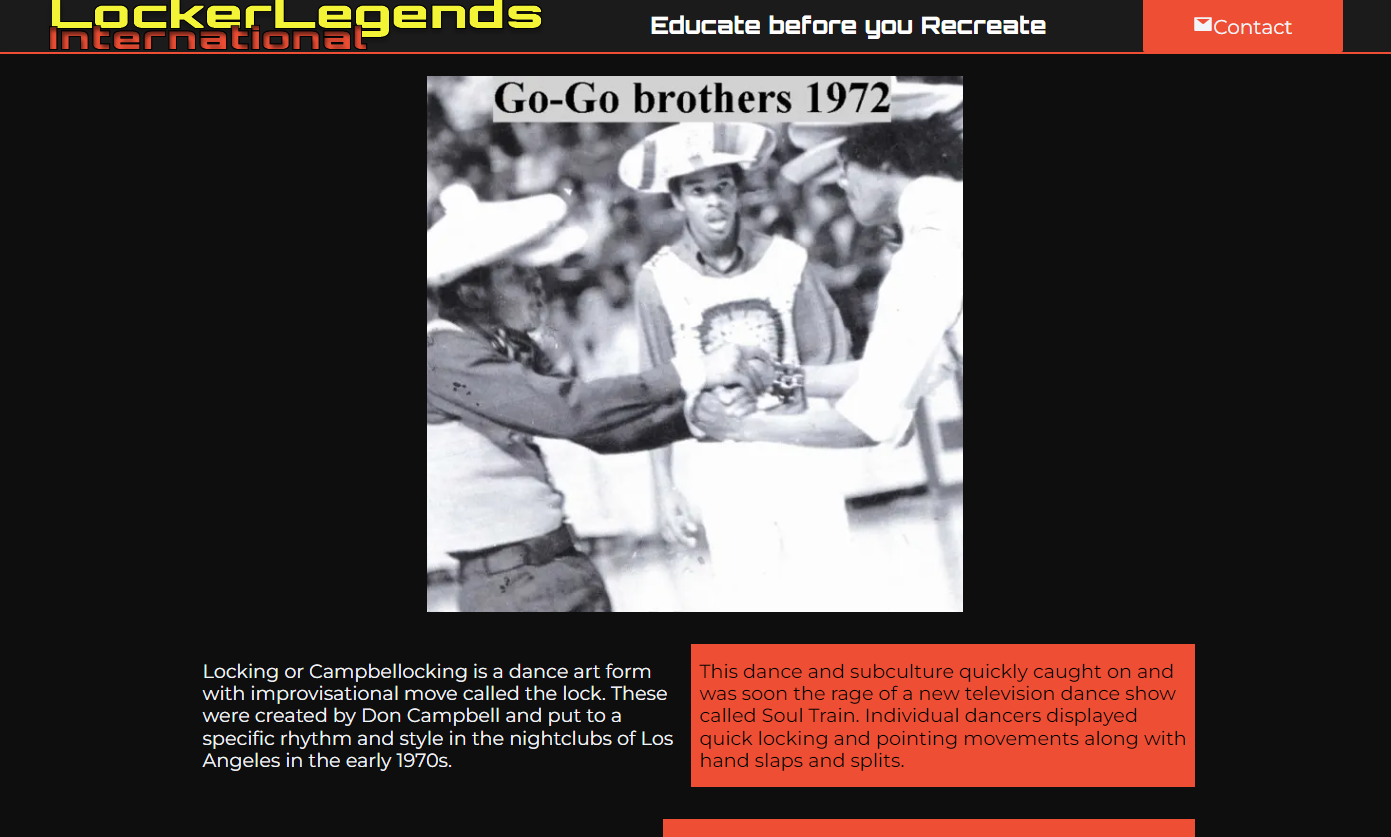 LockerLegends
International
Educate before you Recreate
Contact
Go-Go brothers 1972
Locking or Campbellocking is a dance art form
with improvisational move called the lock. These
were created by Don Campbell and put to a
specific rhythm and style in the nightclubs of Los
Angeles in the early 1970s.
This dance and subculture quickly caught on and
was soon the rage of a new television dance show
called Soul Train. Individual dancers displayed
quick locking and pointing movements along with
hand slaps and splits.